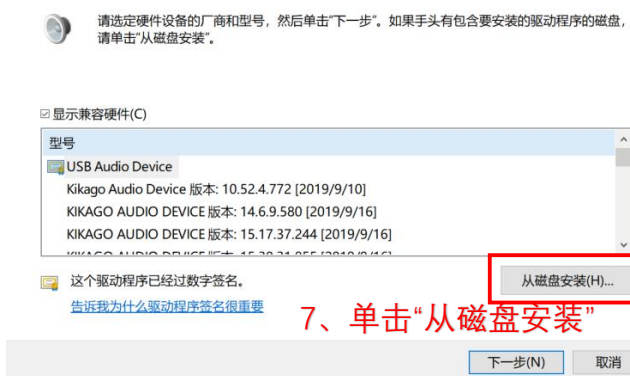 请选定硬件设备的厂商和型号，然后单击“下一步”。如果手头有包含要安装的驱动程序的磁盘，
请单击“从磁盘安装”。
显示兼容硬件(C)
型号
USB Audio Device
Kikago Audio Device 版本: 10.52.4.772 [2019/9/10]
KIKAGO AUDIO DEVICE 版本: 14.6.9.580 [2019/9/16]
KIKAGO AUDIO DEVICE 版本: 15.17.37.244 [2019/9/16]
这个驱动程序已经过数字签名。
从磁盘安装(H)...
告诉我为什么驱动程序签名很重要
7、单击“从磁盘安装”
下一步(N)
取消